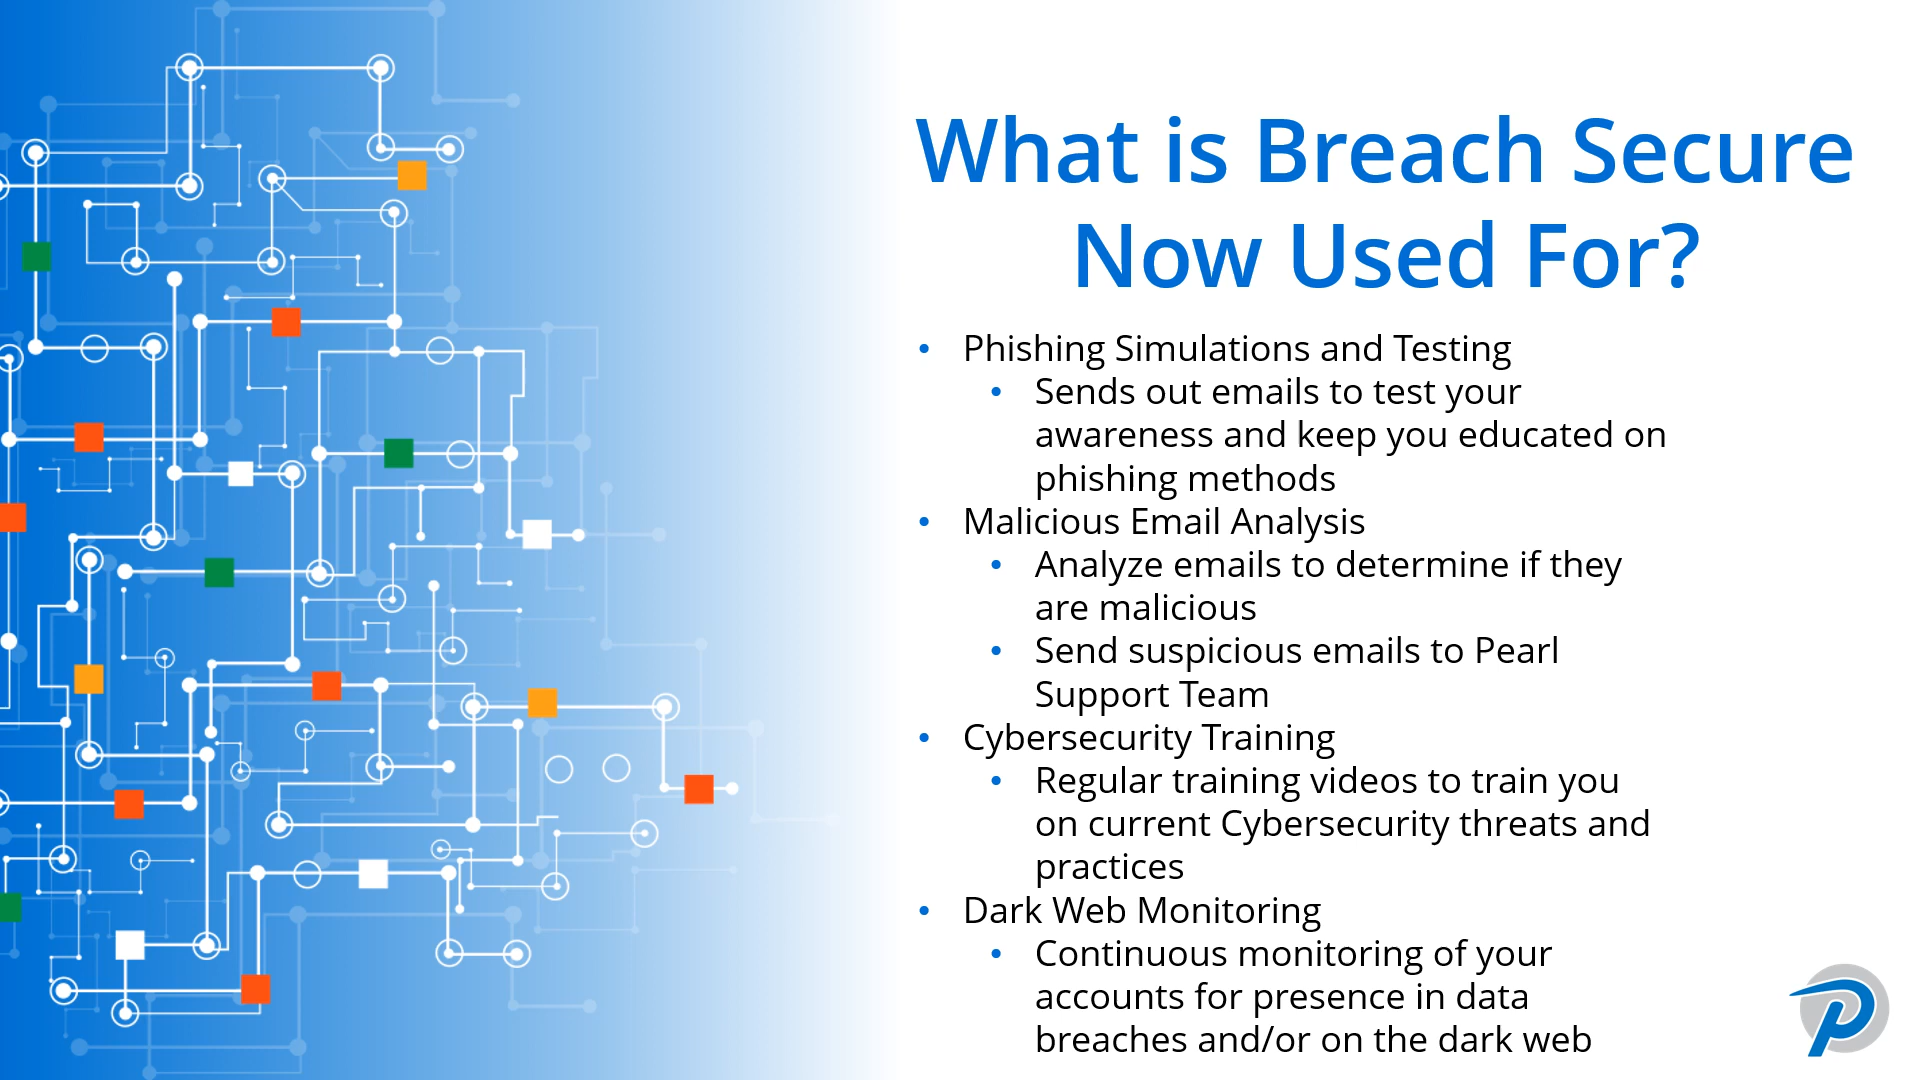 What is Breach Secure
Now Used For?
• Phishing Simulations and Testing
• Sends out emails to test your
awareness and keep you educated on
phishing methods
• Malicious Email Analysis
• Analyze emails to determine if they
are malicious
• Send suspicious emails to Pearl
Support Team
• Cybersecurity Training
• Regular training videos to train you
on current Cybersecurity threats and
practices
• Dark Web Monitoring
• Continuous monitoring of your
accounts for presence in data
breaches and/or on the dark web